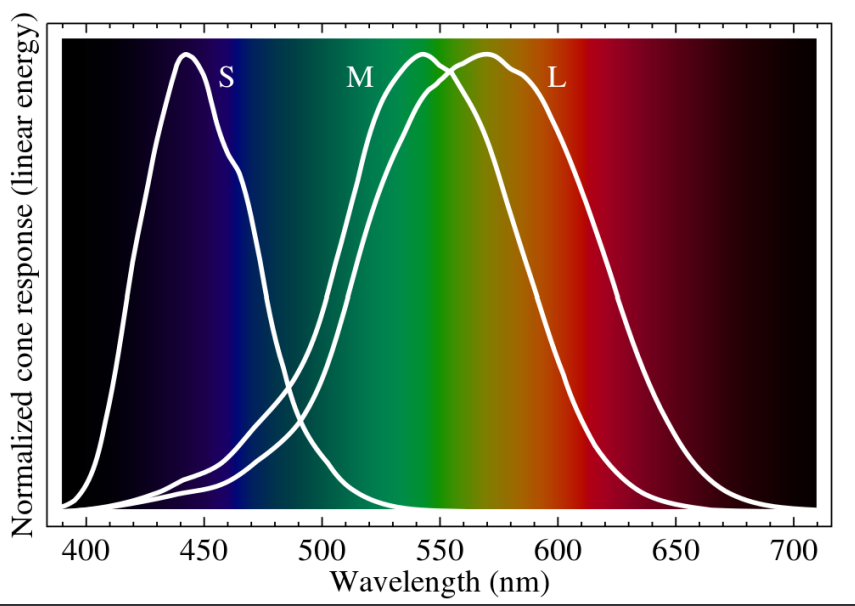 Normalized cone response (linear energy)
S
M
L
400 450 500 550 600 650 700
Wavelength (nm)